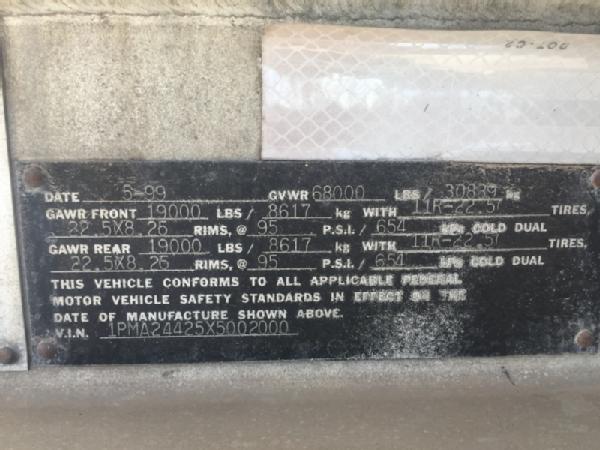 DOT-C2
DATE 5-99 GVWR 68000 LBS / 30839 kg
GAWR FRONT 19000 LBS / 8617 kg WITH 11R-22.5 TIRES,
22.5X8.25 RIMS, @ 95 P.S.I. / 654 kPa COLD DUAL
GAWR REAR 19000 LBS / 8617 kg WITH 11R-22.5 TIRES,
22.5X8.25 RIMS, @ 95 P.S.I. / 654 kPa COLD DUAL
THIS VEHICLE CONFORMS TO ALL APPLICABLE FEDERAL
MOTOR VEHICLE SAFETY STANDARDS IN EFFECT ON THE
DATE OF MANUFACTURE SHOWN ABOVE.
V.I.N. 1PMA24425X5002000